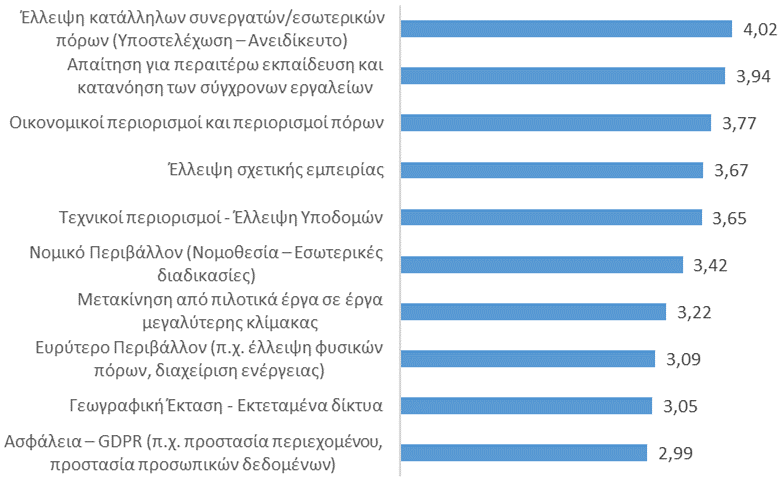 Έλλειψη κατάλληλων συνεργατών/εσωτερικών
πόρων (Υποστελέχωση – Ανειδίκευτο)
4,02
Απαίτηση για περαιτέρω εκπαίδευση και
κατανόηση των σύγχρονων εργαλείων
3,94
Οικονομικοί περιορισμοί και περιορισμοί πόρων
3,77
Έλλειψη σχετικής εμπειρίας
3,67
Τεχνικοί περιορισμοί - Έλλειψη Υποδομών
3,65
Νομικό Περιβάλλον (Νομοθεσία – Εσωτερικές
διαδικασίες)
3,42
Μετακίνηση από πιλοτικά έργα σε έργα
μεγαλύτερης κλίμακας
3,22
Ευρύτερο Περιβάλλον (π.χ. έλλειψη φυσικών
πόρων, διαχείριση ενέργειας)
3,09
Γεωγραφική Έκταση - Εκτεταμένα δίκτυα
3,05
Ασφάλεια – GDPR (π.χ. προστασία περιεχομένου,
προστασία προσωπικών δεδομένων)
2,99